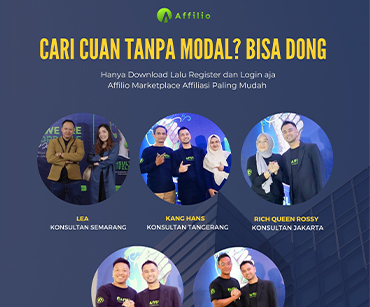 Affilio
CARI CUAN TANPA MODAL? BISA DONG
Hanya Download Lalu Register dan Login aja
Affilio Marketplace Affiliasi Paling Mudah
LEA
KONSULTAN SEMARANG
KANG HANS
KONSULTAN TANGERANG
RICH QUEEN ROSSY
KONSULTAN JAKARTA